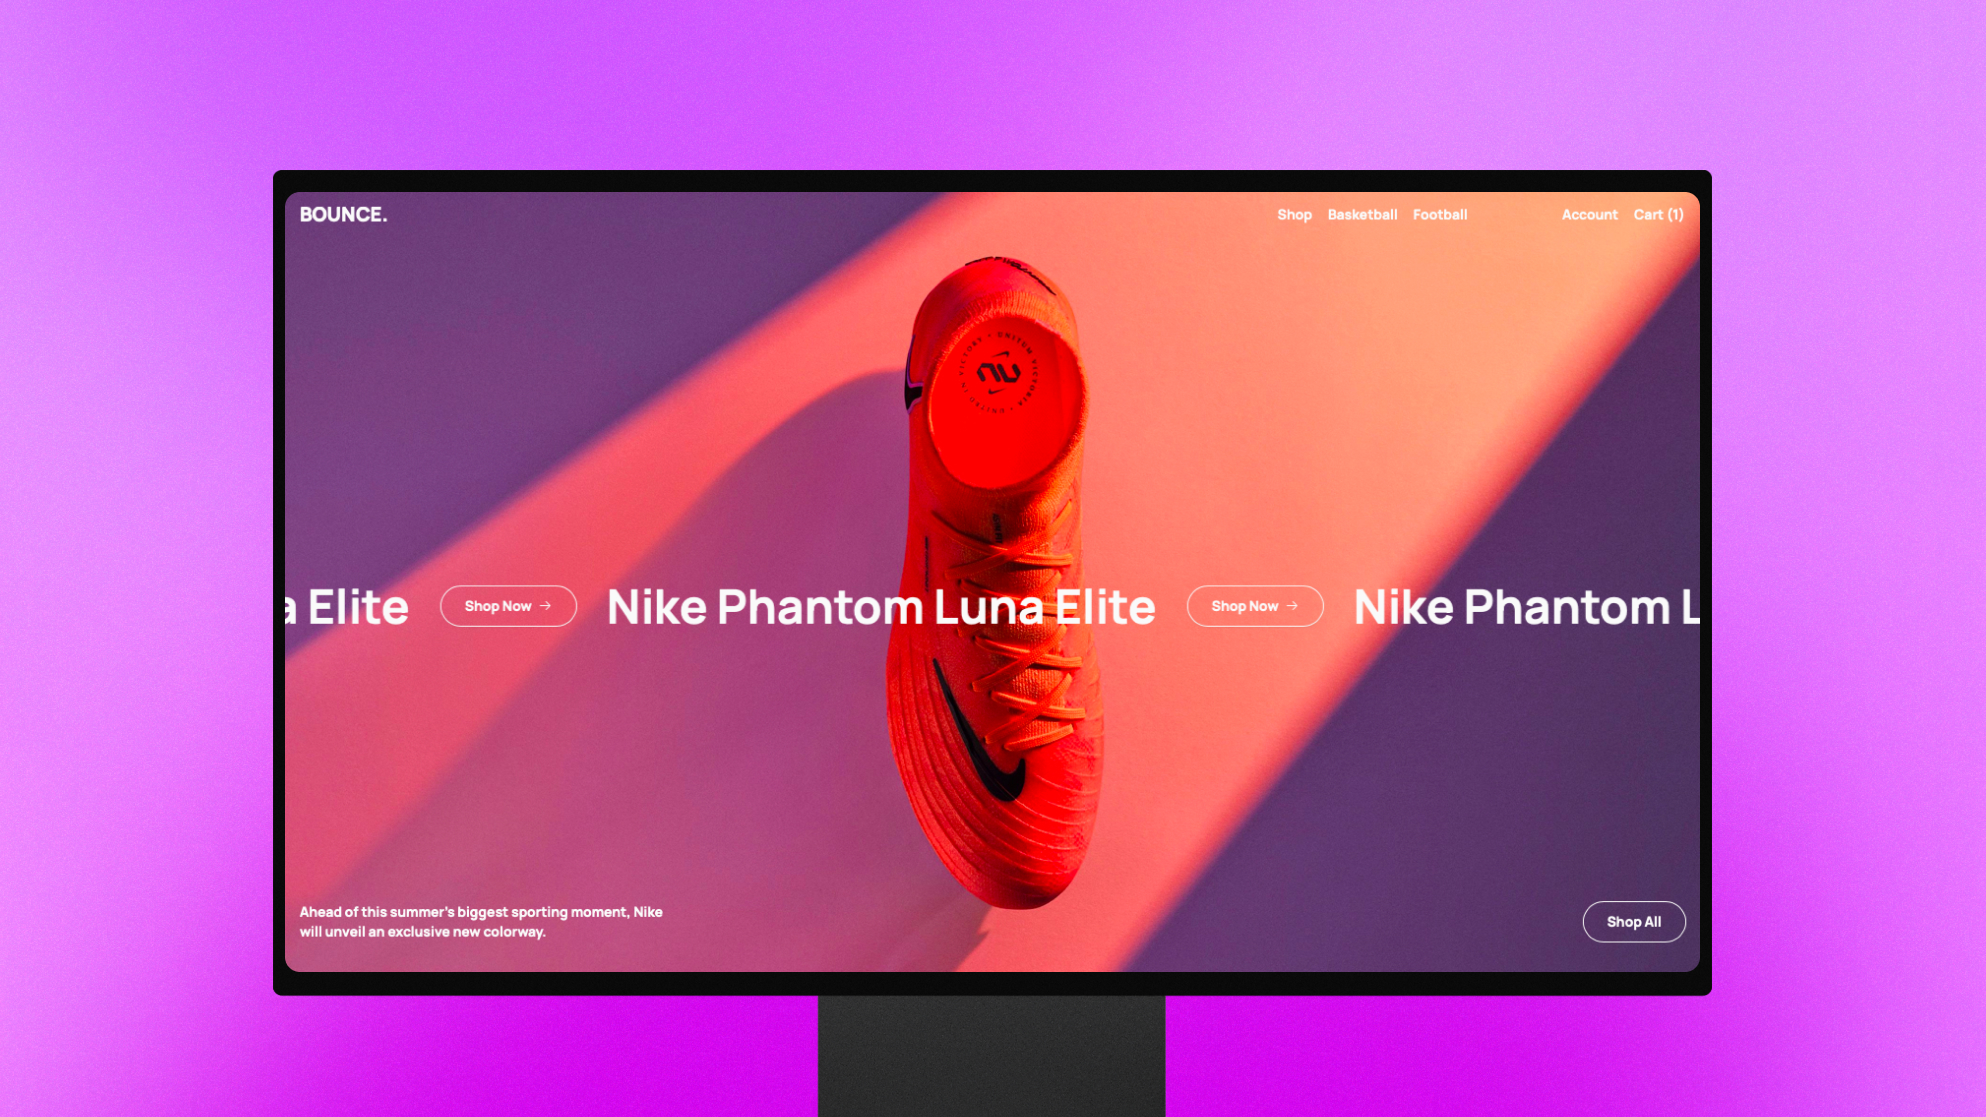 BOUNCE.
Shop Basketball Football Account Cart (1)
a Elite Shop Now → Nike Phantom Luna Elite Shop Now → Nike Phantom L
Ahead of this summer's biggest sporting moment, Nike
will unveil an exclusive new colorway.
Shop All